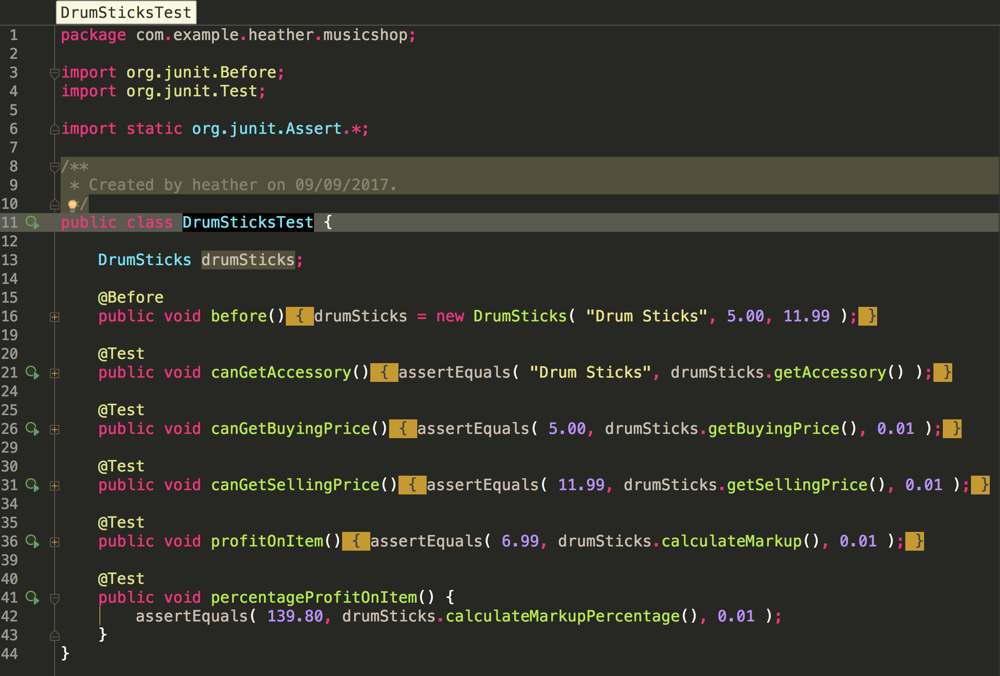 DrumSticksTest
1 package com.example.heather.musicshop;
2
3 import org.junit.Before;
4 import org.junit.Test;
5
6 import static org.junit.Assert.*;
7
8 /**
9 * Created by heather on 09/09/2017.
10 */
11 public class DrumSticksTest {
12
13 DrumSticks drumSticks;
14
15 @Before
16 public void before() { drumSticks = new DrumSticks( "Drum Sticks", 5.00, 11.99 ); }
19
20 @Test
21 public void canGetAccessory() { assertEquals( "Drum Sticks", drumSticks.getAccessory() ); }
24
25 @Test
26 public void canGetBuyingPrice() { assertEquals( 5.00, drumSticks.getBuyingPrice(), 0.01 ); }
29
30 @Test
31 public void canGetSellingPrice() { assertEquals( 11.99, drumSticks.getSellingPrice(), 0.01 ); }
34
35 @Test
36 public void profitOnItem() { assertEquals( 6.99, drumSticks.calculateMarkup(), 0.01 ); }
39
40 @Test
41 public void percentageProfitOnItem() {
42 assertEquals( 139.80, drumSticks.calculateMarkupPercentage(), 0.01 );
43 }
44 }